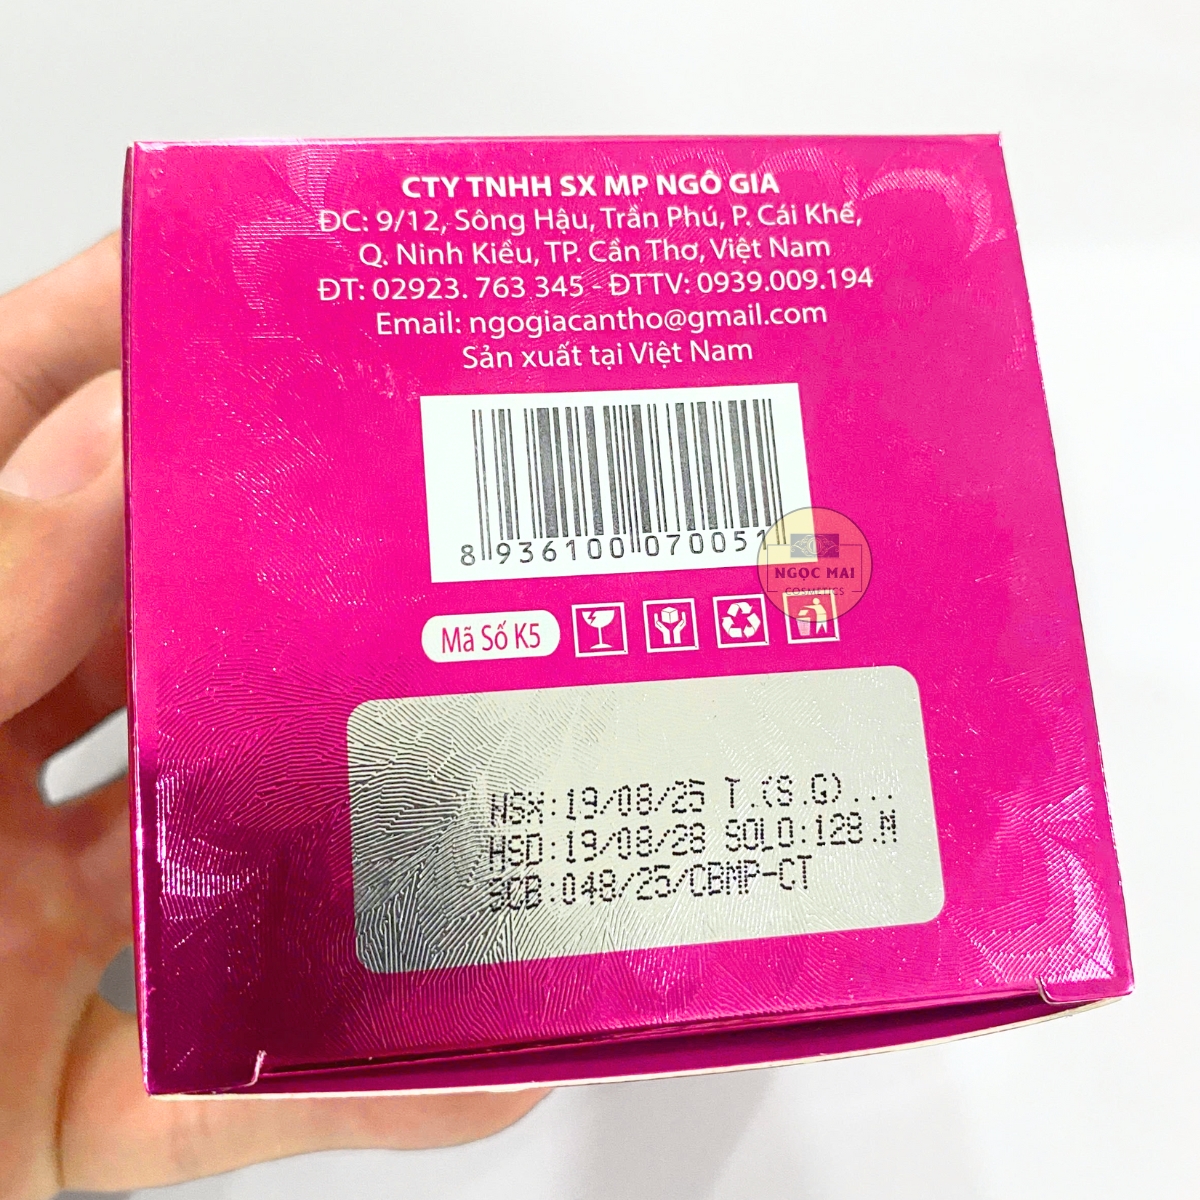 CTY TNHH SX MP NGÔ GIA
ĐC: 9/12, Sông Hậu, Trần Phú, P. Cái Khế,
Q. Ninh Kiều, TP. Cần Thơ, Việt Nam
ĐT: 02923. 763 345 - ĐTTV: 0939.009.194
Email: ngogiacantho@gmail.com
Sản xuất tại Việt Nam
8 936100 070051
NGỌC MAI
COSMETICS
Mã Số K5
NSX:19/08/25 T.(S.G)...
HSD:19/08/28 SOLO:128.M
SCB:048/25/CBMP-CT